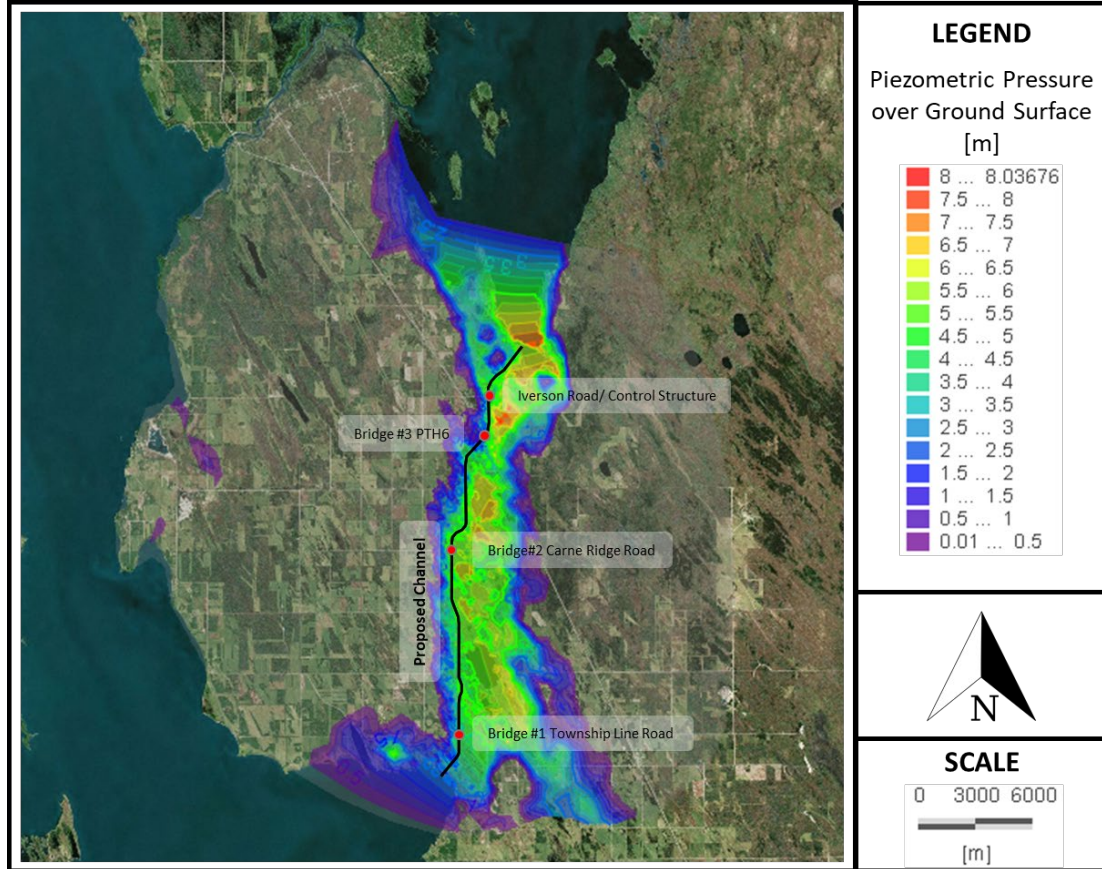 LEGEND
Piezometric Pressure
over Ground Surface
[m]
8 ... 8.03676
7.5 ... 8
7 ... 7.5
6.5 ... 7
6 ... 6.5
5.5 ... 6
5 ... 5.5
4.5 ... 5
4 ... 4.5
3.5 ... 4
3 ... 3.5
2.5 ... 3
2 ... 2.5
1.5 ... 2
1 ... 1.5
0.5 ... 1
0.01 ... 0.5
N
SCALE
0 3000 6000
[m]
Iverson Road/ Control Structure
Bridge #3 PTH6
Bridge#2 Carne Ridge Road
Proposed Channel
Bridge #1 Township Line Road